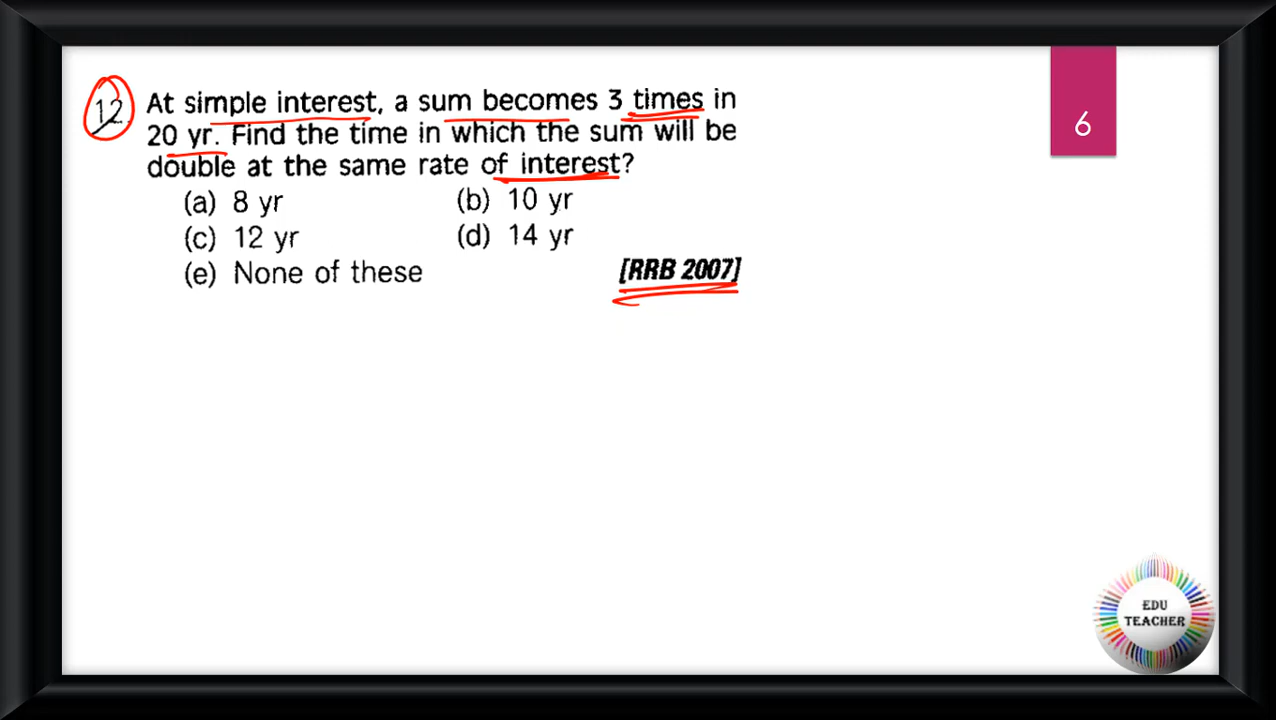 12
At simple interest, a sum becomes 3 times in
20 yr. Find the time in which the sum will be
double at the same rate of interest?
(a) 8 yr (b) 10 yr
(c) 12 yr (d) 14 yr
(e) None of these [RRB 2007]
6
EDU
TEACHER